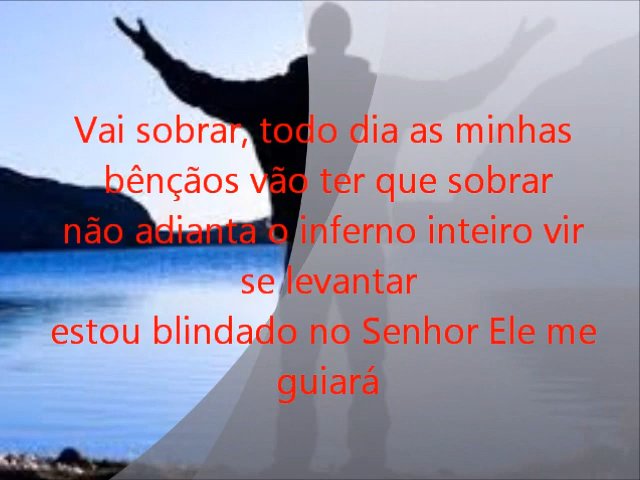 Vai sobrar, todo dia as minhas
bênçãos vão ter que sobrar
não adianta o inferno inteiro vir
se levantar
estou blindado no Senhor Ele me
guiará